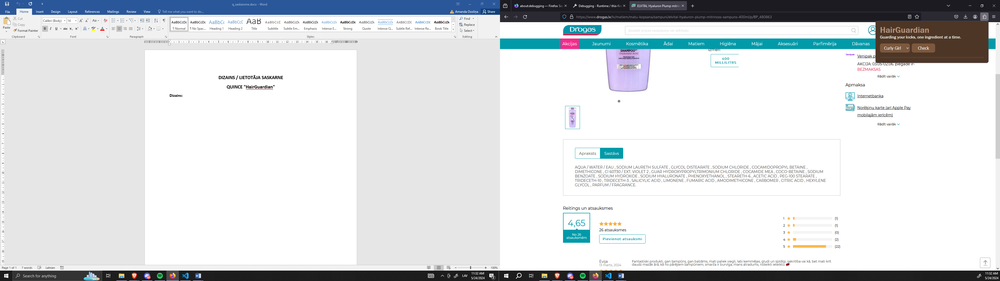 q_saskarsme.docx - Word
File Home Insert Design Layout References Mailings Review View Tell me what you want to do...
Amanda Ozoliņa Share
Paste
Cut
Copy
Format Painter
Clipboard
Calibri (Body) 14
Font
Paragraph
AaBbCcDc ¶ Normal
AaBbCcDc ¶ No Spac...
AaBbCc Heading 1
AaBbCcE Heading 2
AaB Title
AaBbCcD Subtitle
AaBbCcDc Subtle Em...
AaBbCcDc Emphasis
AaBbCcDc Intense E...
AaBbCcDc Strong
AaBbCcDc Quote
AaBbCcDc Intense Q...
AaBbCcDc Subtle Ref...
AaBbCcDc Intense Re...
AaBbCcDc Book Title
Styles
Find
Replace
Select
Editing
DIZAINS / LIETOTĀJA SASKARNE
QUINCE "HairGuardian"
Dizains:
Page 1 of 1 7 words Latvian
100%
Search for anything
LAV
11:32 AM
5/24/2024
2
about:debugging — Firefox
Debugging - Runtime / this-fire
ELVITAL Hyaluron Plump mitrin
https://www.drogas.lv/lv/matiem/matu-kopsana/sampuni/elvital-hyaluron-plump-mitrinoss-sampuns-400ml/p/BP_480863
Drogas
Ievadiet preces nosaukumu vai svītrkodu
HairGuardian
Guarding your locks, one ingredient at a time.
Curly Girl Check
Akcijas Jaunumi Kosmētika Ādai Matiem Higiēna Mājai Aksesuāri Parfimērija Dāvanas
SHAMPOO**
[Hyaluronic Acid]
Replumps hair
with long-lasting hydration
Izmēri
400
MILLILITRS
Venipak
Venipak p
AKCIJA: 03.05-02.06. piegāde ir-
BEZMAKSAS
Rādīt vairāk
Apmaksa
Internetbanka
Norēķinu karte (arī Apple Pay
mobilajām ierīcēm)
Rādīt vairāk
Apraksts Sastāvs
AQUA / WATER / EAU , SODIUM LAURETH SULFATE , GLYCOL DISTEARATE , SODIUM CHLORIDE , COCAMIDOPROPYL BETAINE ,
DIMETHICONE , CI 60730 / EXT. VIOLET 2 , GUAR HYDROXYPROPYLTRIMONIUM CHLORIDE , COCAMIDE MEA , COCO-BETAINE , SODIUM
BENZOATE , SODIUM HYDROXIDE , SODIUM HYALURONATE , PHENOXYETHANOL , STEARETH-6 , ACETIC ACID , PEG-100 STEARATE ,
TRIDECETH-10 , TRIDECETH-3 , SALICYLIC ACID , LIMONENE , FUMARIC ACID , AMODIMETHICONE , CARBOMER , CITRIC ACID , HEXYLENE
GLYCOL , PARFUM / FRAGRANCE.
Reitings un atsauksmes
4,65
No 26
atsauksmēm
26 atsauksmes
Pievienot atsauksmi
1 (1)
2 (1)
3 (0)
4 (2)
5 (22)
Evija
13 marts, 2024
Fantastiski produkti, gan šampūns, gan balzāms, mati paliek viegli, labi ķemmējas, gludi un spīdīgi, sakritība vai kā, bet mati krīt
daudz mazāk ārā, kā no pārējiem šampūniem, smarža ir burvīga, mans atradums, noteikti ieteiktu
11:32 AM
5/24/2024